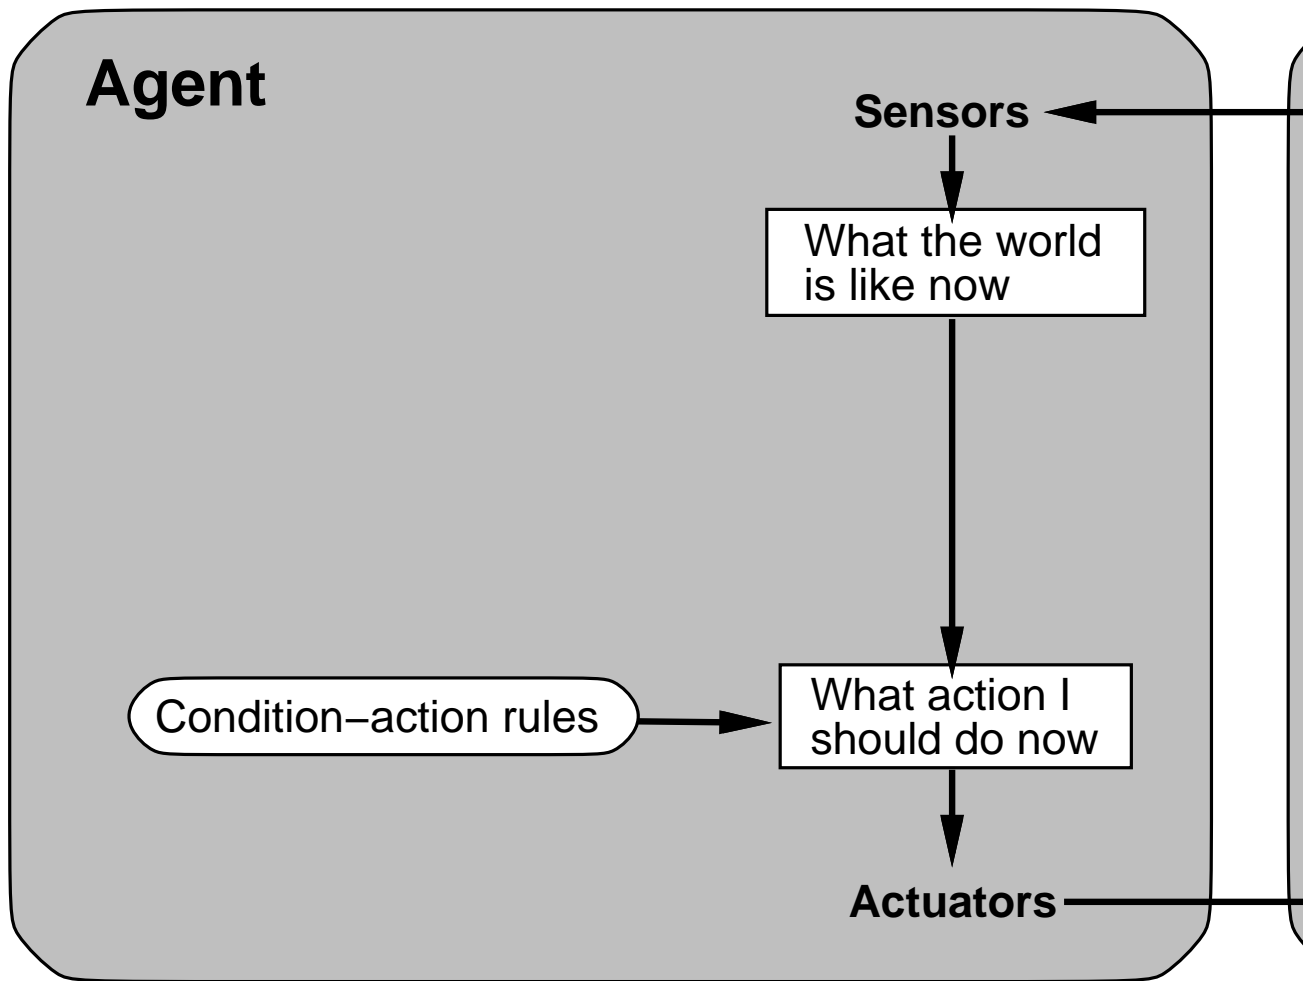 Agent
Sensors
What the world
is like now
Condition−action rules
What action I
should do now
Actuators